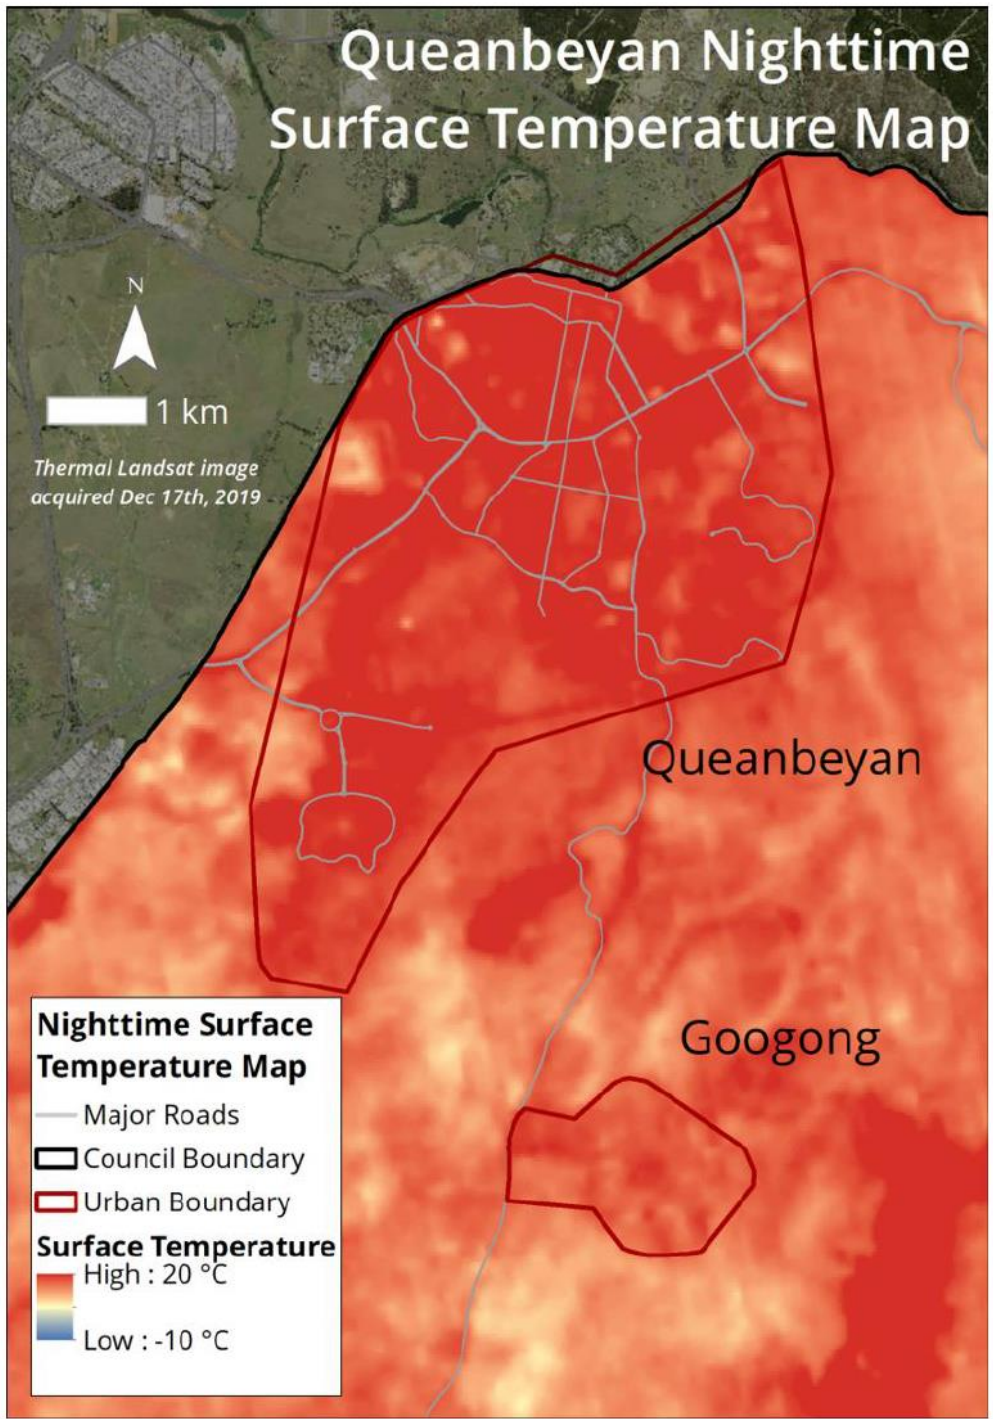 Queanbeyan Nighttime
Surface Temperature Map
N
1 km
Thermal Landsat image
acquired Dec 17th, 2019
Queanbeyan
Googong
Nighttime Surface
Temperature Map
Major Roads
Council Boundary
Urban Boundary
Surface Temperature
High : 20 °C
Low : -10 °C